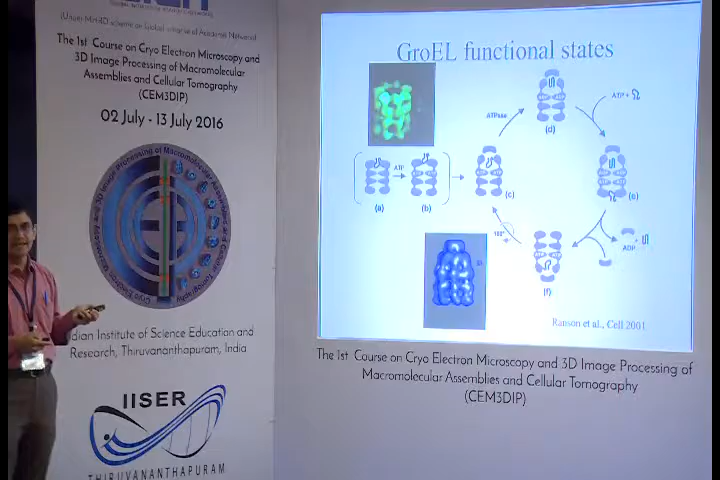 The 1st Course on Cryo Electron Microscopy and
3D Image Processing of Macromolecular
Assemblies and Cellular Tomography
(CEM3DIP)
02 July - 13 July 2016
Indian Institute of Science Education and
Research, Thiruvananthapuram, India
IISER
THIRUVANANTHAPURAM
GroEL functional states
ATPase
(d)
ATP+
ATP
(a)
(b)
(c)
(e)
ADP
180°
(f)
Ranson et al., Cell 2001
The 1st Course on Cryo Electron Microscopy and 3D Image Processing of
Macromolecular Assemblies and Cellular Tomography
(CEM3DIP)